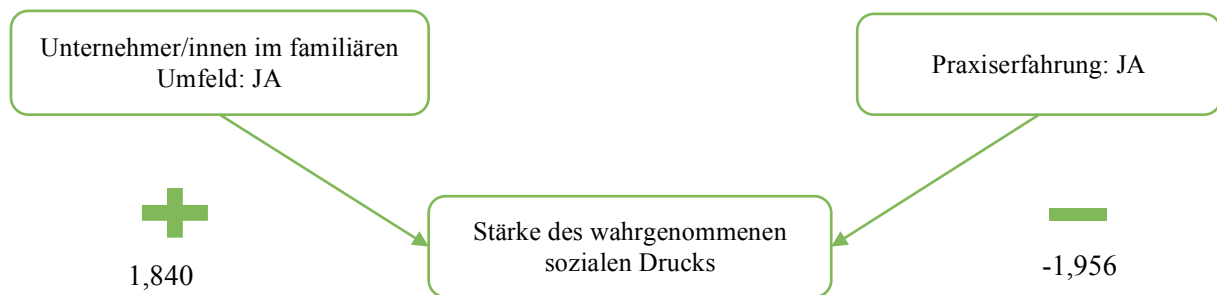 Unternehmer/innen im familiären
Umfeld: JA
Praxiserfahrung: JA
Stärke des wahrgenommenen
sozialen Drucks
1,840
-1,956